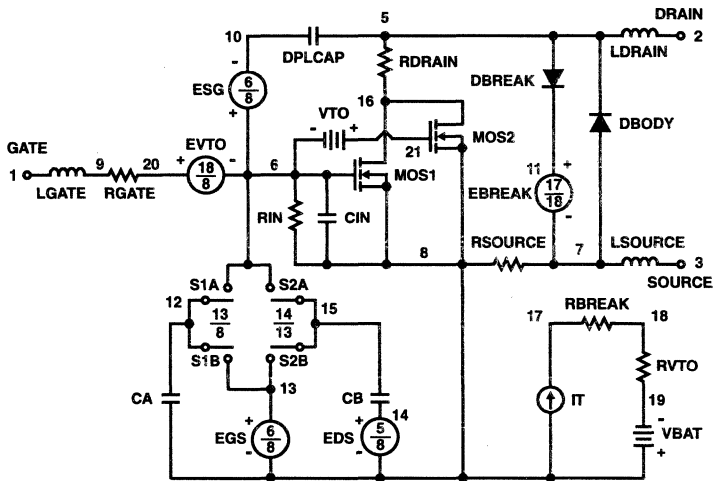 5
DRAIN
10
2
DPLCAP
LDRAIN
RDRAIN
DBREAK
ESG
6
8
16
VTO
DBODY
MOS2
21
GATE
EVTO
9
20
6
11
1
18
8
MOS1
LGATE
RGATE
EBREAK
17
18
RIN
CIN
8
RSOURCE
7
LSOURCE
3
SOURCE
S1A
S2A
12
13
8
14
13
15
RBREAK
17
18
S1B
S2B
RVTO
13
CA
CB
IT
19
14
EGS
6
8
EDS
5
8
VBAT